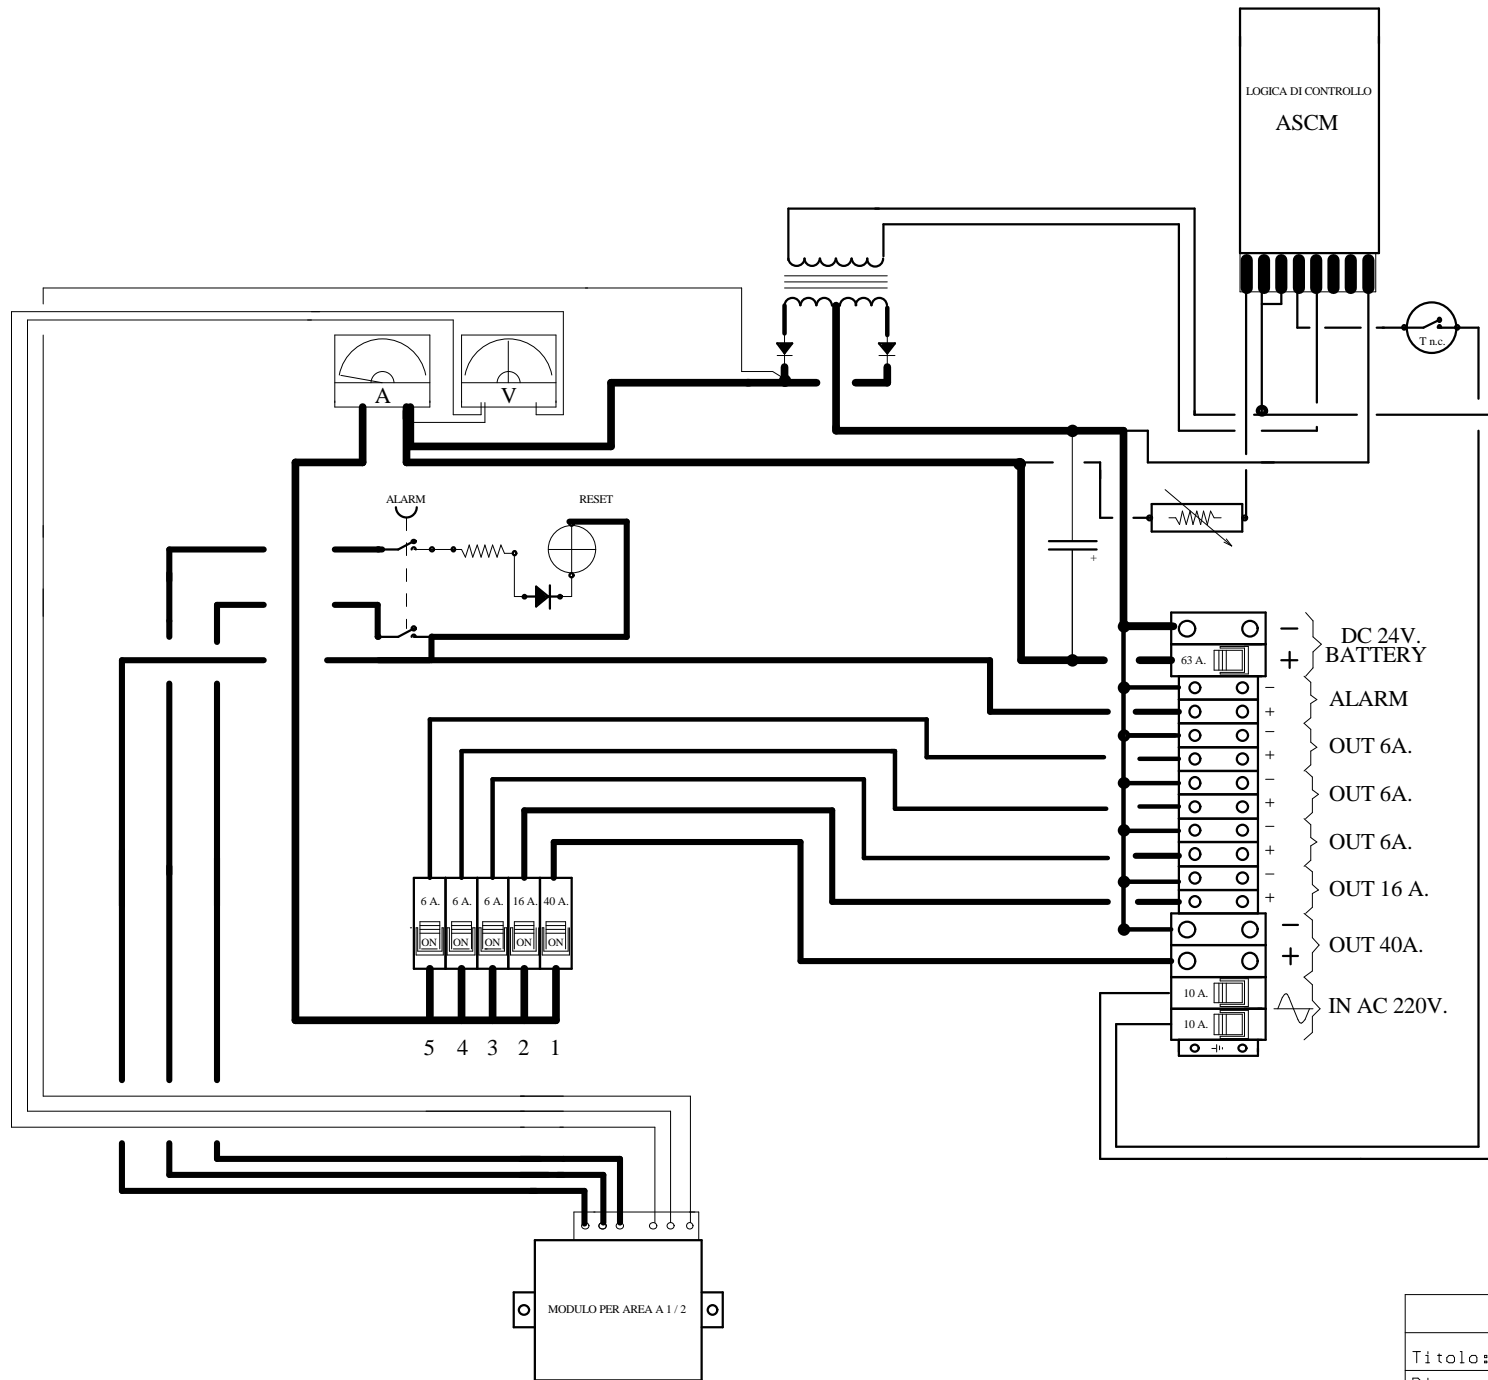 LOGICA DI CONTROLLO
ASCM
T n.c.
A
V
ALARM
RESET
+
−
DC 24V.
63 A.
+
BATTERY
−
ALARM
+
−
OUT 6A.
+
−
OUT 6A.
+
−
OUT 6A.
+
−
OUT 16 A.
+
6 A.
6 A.
6 A.
16 A.
40 A.
ON
ON
ON
ON
ON
−
OUT 40A.
+
10 A.
IN AC 220V.
10 A.
5
4
3
2
1
MODULO PER AREA A 1 / 2
Titolo: